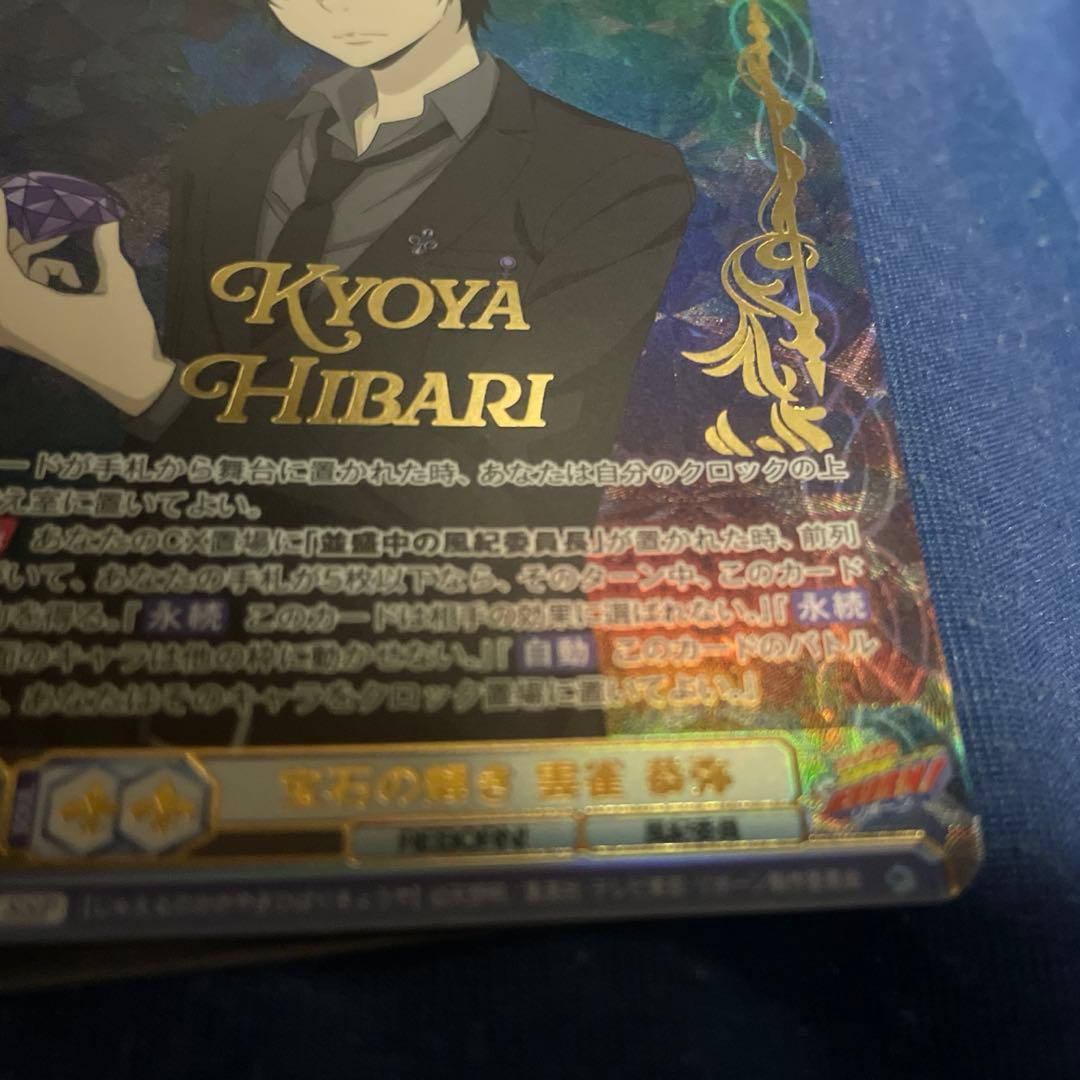 KYOYA
HIBARI
ードが手札から舞台に置かれた時、あなたは自分のクロックの上
え室に置いてよい。
あなたのCX置場に「並盛中の風紀委員長」が置かれた時、前列
いて、あなたの手札が5枚以下なら、そのターン中、このカード
を得る。『永続 このカードは相手の効果に選ばれない。』『永続
面のキャラは他の枠に動かせない。』『自動 このカードのバトル
、あなたはそのキャラをクロック置場に置いてよい。』
宝石の輝き 雲雀 恭弥
REBORN! 風紀委員
REBORN!